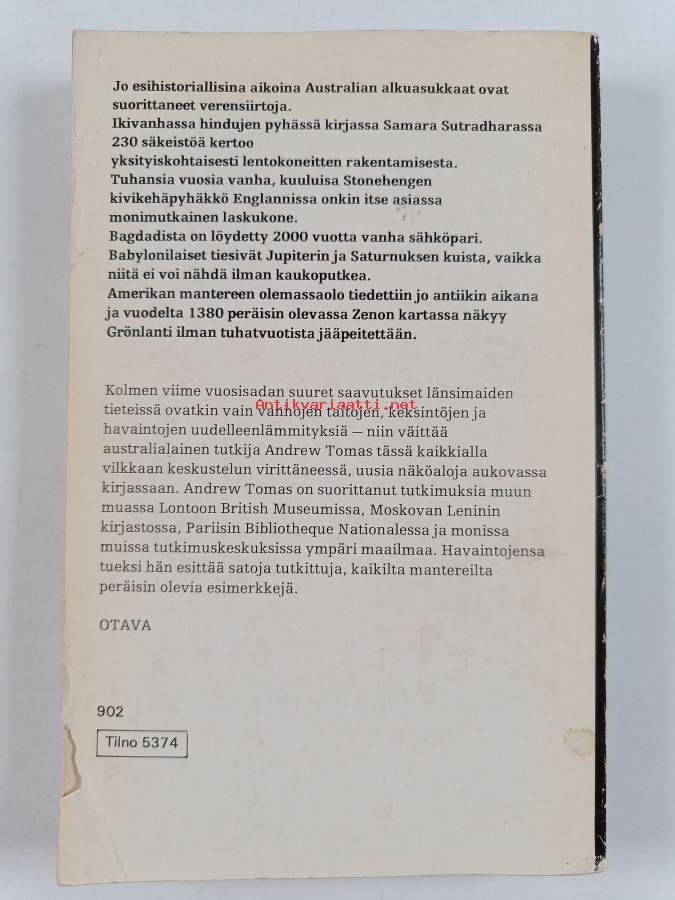 Jo esihistoriallisina aikoina Australian alkuasukkaat ovat
suorittaneet verensiirtoja.
Ikivanhassa hindujen pyhässä kirjassa Samara Sutradharassa
230 säkeistöä kertoo
yksityiskohtaisesti lentokoneitten rakentamisesta.
Tuhansia vuosia vanha, kuuluisa Stonehengen
kivikehäpyhäkkö Englannissa onkin itse asiassa
monimutkainen laskukone.
Bagdadista on löydetty 2000 vuotta vanha sähköpari.
Babylonilaiset tiesivät Jupiterin ja Saturnuksen kuista, vaikka
niitä ei voi nähdä ilman kaukoputkea.
Amerikan mantereen olemassaolo tiedettiin jo antiikin aikana
ja vuodelta 1380 peräisin olevassa Zenon kartassa näkyy
Grönlanti ilman tuhatvuotista jääpeitettään.
Kolmen viime vuosisadan suuret saavutukset länsimaiden
Antikvariaatti.net
tieteissä ovatkin vain vanhojen taitojen, keksintöjen ja
havaintojen uudelleenlämmityksiä — niin väittää
australialainen tutkija Andrew Tomas tässä kaikkialla
vilkkaan keskustelun virittäneessä, uusia näköaloja aukovassa
kirjassaan. Andrew Tomas on suorittanut tutkimuksia muun
muassa Lontoon British Museumissa, Moskovan Leninin
kirjastossa, Pariisin Bibliotheque Nationalessa ja monissa
muissa tutkimuskeskuksissa ympäri maailmaa. Havaintojensa
tueksi hän esittää satoja tutkittuja, kaikilta mantereilta
peräisin olevia esimerkkejä.
OTAVA
902
Tilno 5374